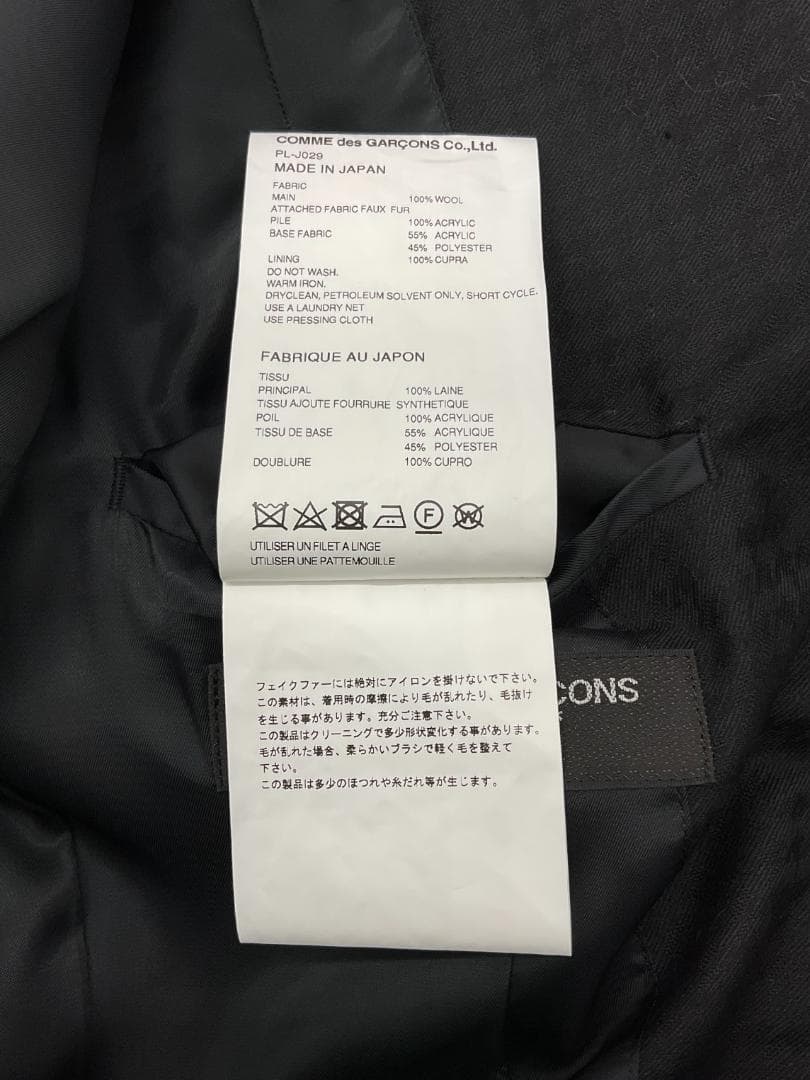 COMME des GARÇONS Co.,Ltd.
PL-J029
MADE IN JAPAN
FABRIC
MAIN 100% WOOL
ATTACHED FABRIC FAUX FUR
PILE 100% ACRYLIC
BASE FABRIC 55% ACRYLIC
45% POLYESTER
LINING 100% CUPRA
DO NOT WASH.
WARM IRON.
DRYCLEAN, PETROLEUM SOLVENT ONLY, SHORT CYCLE.
USE A LAUNDRY NET
USE PRESSING CLOTH
FABRIQUE AU JAPON
TISSU
PRINCIPAL 100% LAINE
TISSU AJOUTE FOURRURE SYNTHETIQUE
POIL 100% ACRYLIQUE
TISSU DE BASE 55% ACRYLIQUE
45% POLYESTER
DOUBLURE 100% CUPRO
F W
UTILISER UN FILET A LINGE
UTILISER UNE PATTEMOUILLE
フェイクファーには絶対にアイロンを掛けないで下さい。
この素材は、着用時の摩擦により毛が乱れたり、毛抜け
を生じる事があります。充分ご注意下さい。
この製品はクリーニングで多少形状変化する事があります。
毛が乱れた場合、柔らかいブラシで軽く毛を整えて
下さい。
この製品は多少のほつれや糸だれ等が生じます。
ÇONS